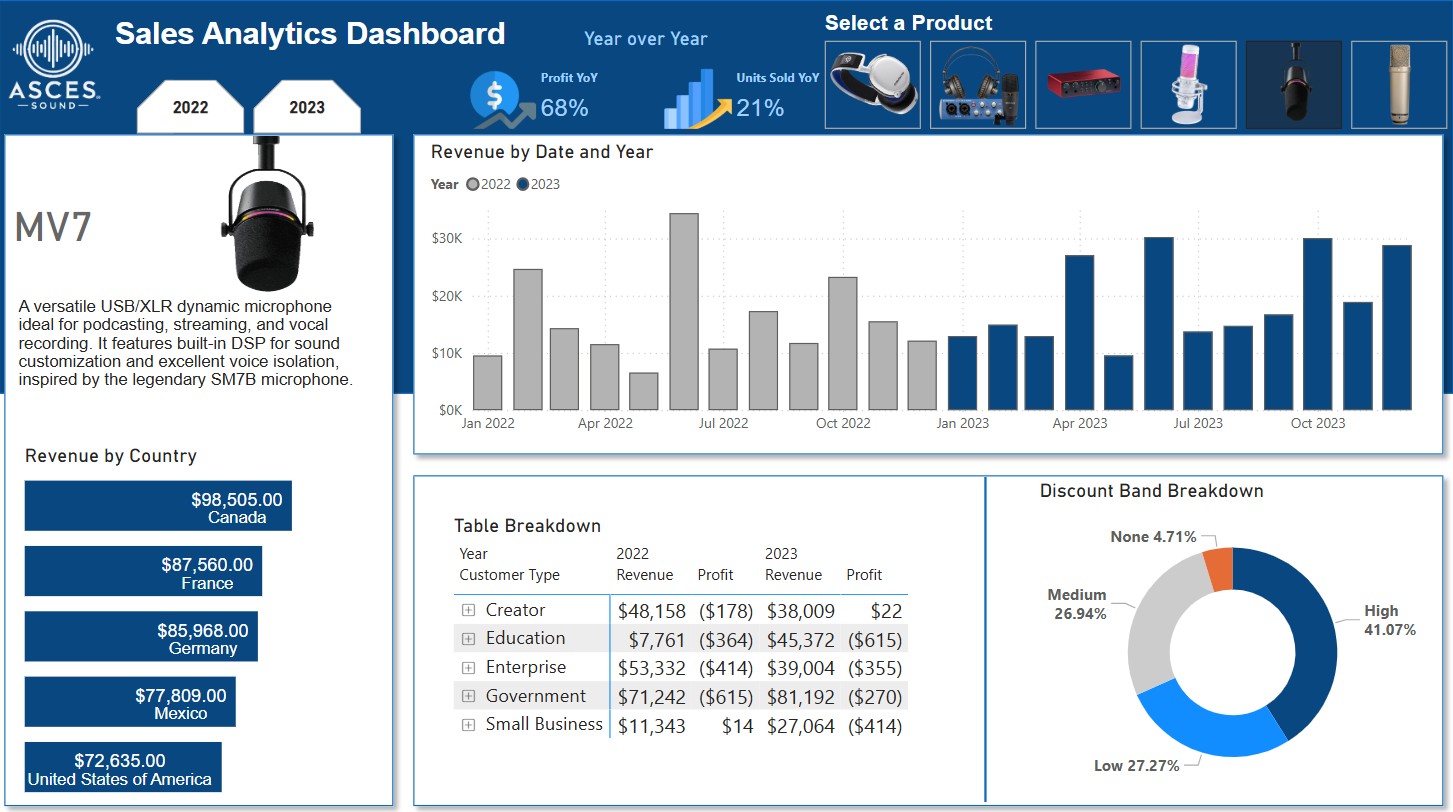 Sales Analytics Dashboard
ASCES
SOUND
2022
2023
Year over Year
Profit YoY
68%
Units Sold YoY
21%
Select a Product
MV7
A versatile USB/XLR dynamic microphone
ideal for podcasting, streaming, and vocal
recording. It features built-in DSP for sound
customization and excellent voice isolation,
inspired by the legendary SM7B microphone.
Revenue by Country
$98,505.00
Canada
$87,560.00
France
$85,968.00
Germany
$77,809.00
Mexico
$72,635.00
United States of America
Revenue by Date and Year
Year 2022 2023
$30K
$20K
$10K
$0K
Jan 2022 Apr 2022 Jul 2022 Oct 2022 Jan 2023 Apr 2023 Jul 2023 Oct 2023
Table Breakdown
Year 2022 2023
Customer Type Revenue Profit Revenue Profit
Creator $48,158 ($178) $38,009 $22
Education $7,761 ($364) $45,372 ($615)
Enterprise $53,332 ($414) $39,004 ($355)
Government $71,242 ($615) $81,192 ($270)
Small Business $11,343 $14 $27,064 ($414)
Discount Band Breakdown
None 4.71%
Medium
26.94%
High
41.07%
Low 27.27%